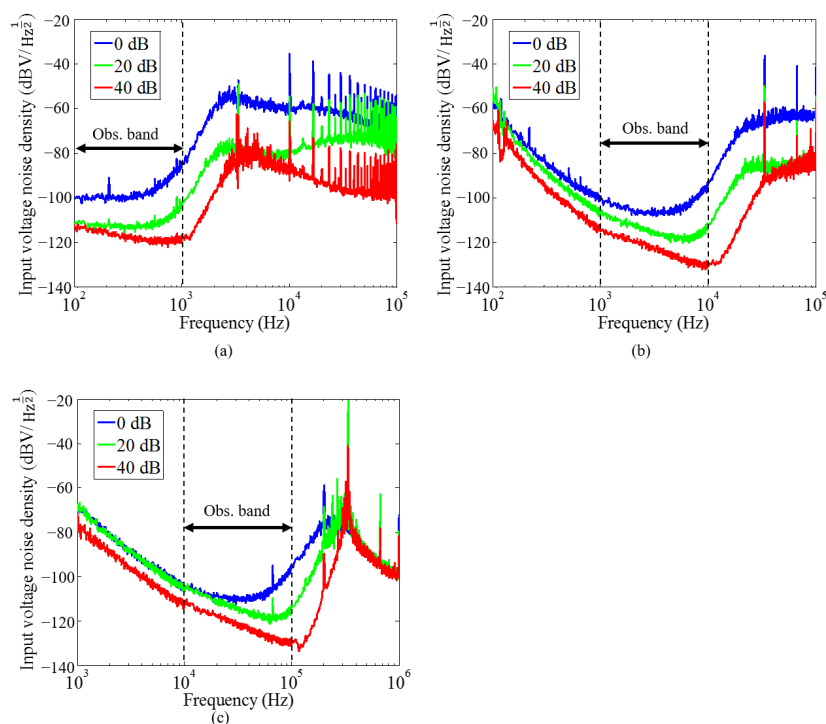 Input voltage noise density (dBV/Hz^{1/2})
−20
−40
−60
−80
−100
−120
−140
0 dB
20 dB
40 dB
Obs. band
10^2 10^3 10^4 10^5
Frequency (Hz)
(a)
Input voltage noise density (dBV/Hz^{1/2})
−20
−40
−60
−80
−100
−120
−140
0 dB
20 dB
40 dB
Obs. band
10^2 10^3 10^4 10^5
Frequency (Hz)
(b)
Input voltage noise density (dBV/Hz^{1/2})
−20
−40
−60
−80
−100
−120
−140
0 dB
20 dB
40 dB
Obs. band
10^3 10^4 10^5 10^6
Frequency (Hz)
(c)